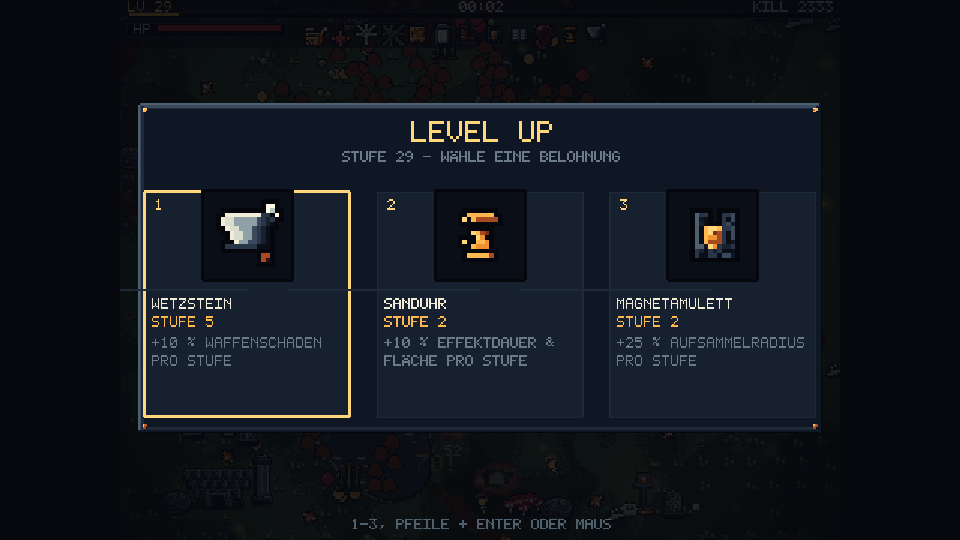 LV 29
00:02
KILL 2333
HP
LEVEL UP
STUFE 29 – WÄHLE EINE BELOHNUNG
1
2
3
WETZSTEIN
STUFE 5
+10 % WAFFENSCHADEN
PRO STUFE
SANDUHR
STUFE 2
+10 % EFFEKTDAUER &
FLÄCHE PRO STUFE
MAGNETAMULETT
STUFE 2
+25 % AUFSAMMELRADIUS
PRO STUFE
1–3, PFEILE + ENTER ODER MAUS